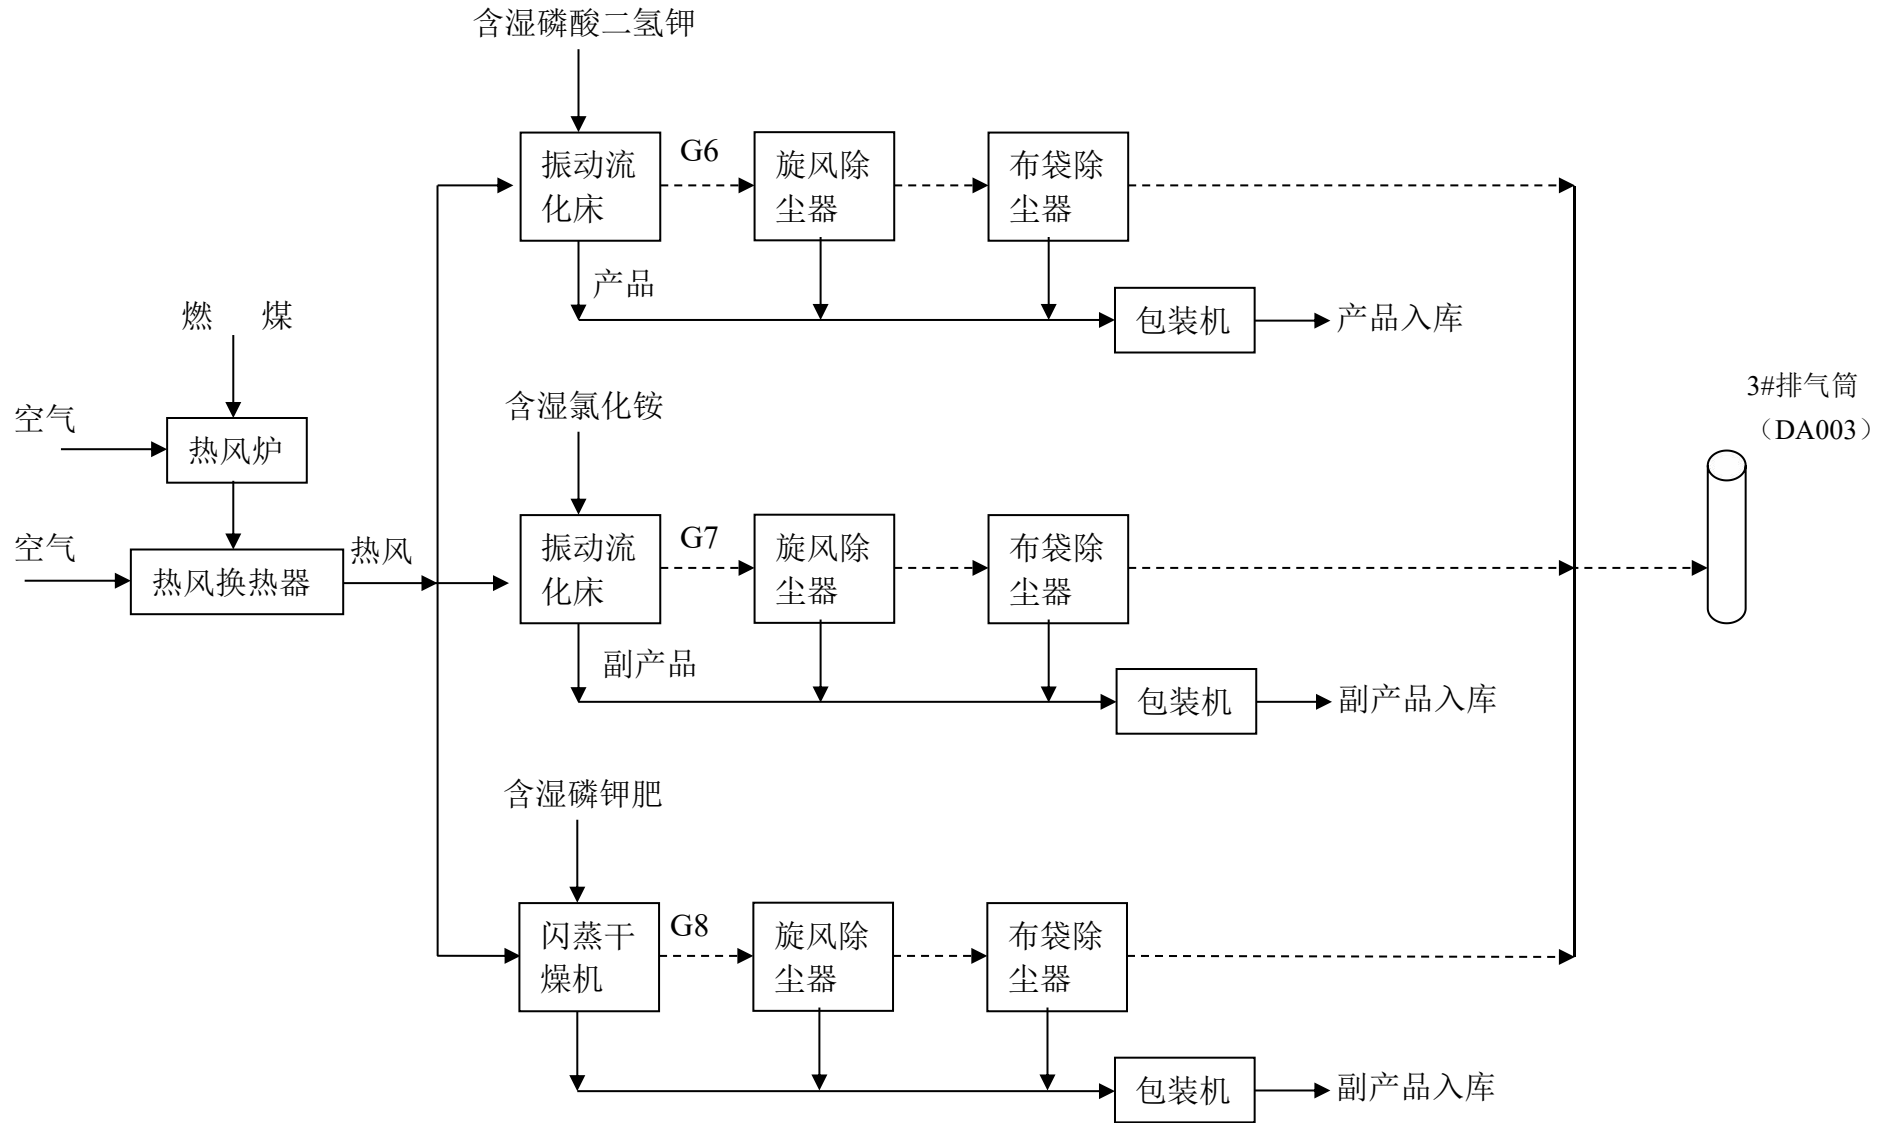 含湿磷酸二氢钾
振动流
化床
G6
旋风除
尘器
布袋除
尘器
产品
包装机
产品入库
燃 煤
空气
热风炉
空气
热风换热器
热风
含湿氯化铵
振动流
化床
G7
旋风除
尘器
布袋除
尘器
副产品
包装机
副产品入库
3#排气筒
（DA003）
含湿磷钾肥
闪蒸干
燥机
G8
旋风除
尘器
布袋除
尘器
包装机
副产品入库